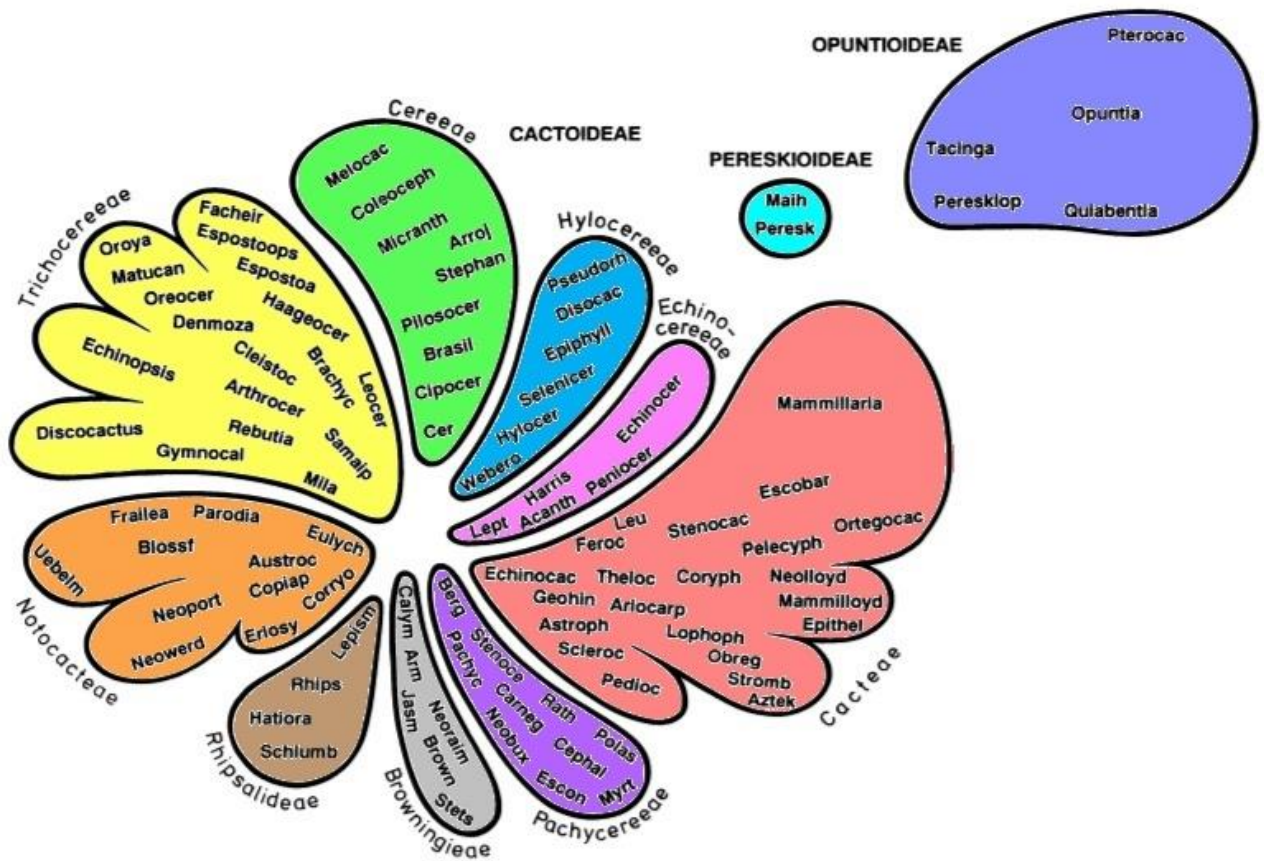 OPUNTIOIDEAE
Pterocac
Opuntia
Tacinga
Peresklop
Quiabentia
CACTOIDEAE
PERESKIOIDEAE
Maih
Peresk
Cereeae
Melocac
Coleoceph
Micranth
Arroj
Stephan
Pilosocer
Brasil
Cipocer
Cer
Hylocereeae
Pseudorh
Disocac
Epiphyll
Selenicer
Hylocer
Webero
Echino-
cereeae
Echinocer
Peniocer
Harris
Acanth
Lept
Trichocereeae
Facheir
Espostoops
Oroya
Matucan
Espostoa
Oreocer
Haageocer
Denmoza
Echinopsis
Cleistoc
Brachyc
Leocer
Arthrocer
Discocactus
Rebutia
Samaip
Gymnocal
Mila
Mammillaria
Escobar
Ortegocac
Leu
Stenocac
Feroc
Pelecyph
Echinocac
Theloc
Coryph
Neolloyd
Geohin
Ariocarp
Mammilloyd
Astroph
Lophoph
Epithel
Scleroc
Obreg
Pedioc
Stromb
Aztek
Cacteae
Frailea
Parodia
Eulych
Blossf
Austroc
Uebelm
Copiap
Corryo
Neoport
Neowerd
Eriosy
Notocacteae
Lepism
Rhips
Hatiora
Schlumb
Rhipsalideae
Calym
Arm
Jasm
Neoraim
Brown
Stets
Browningieae
Berg
Stenoce
Pachyc
Carneg
Rath
Polas
Neobux
Cephal
Escon
Myrt
Pachycereeae